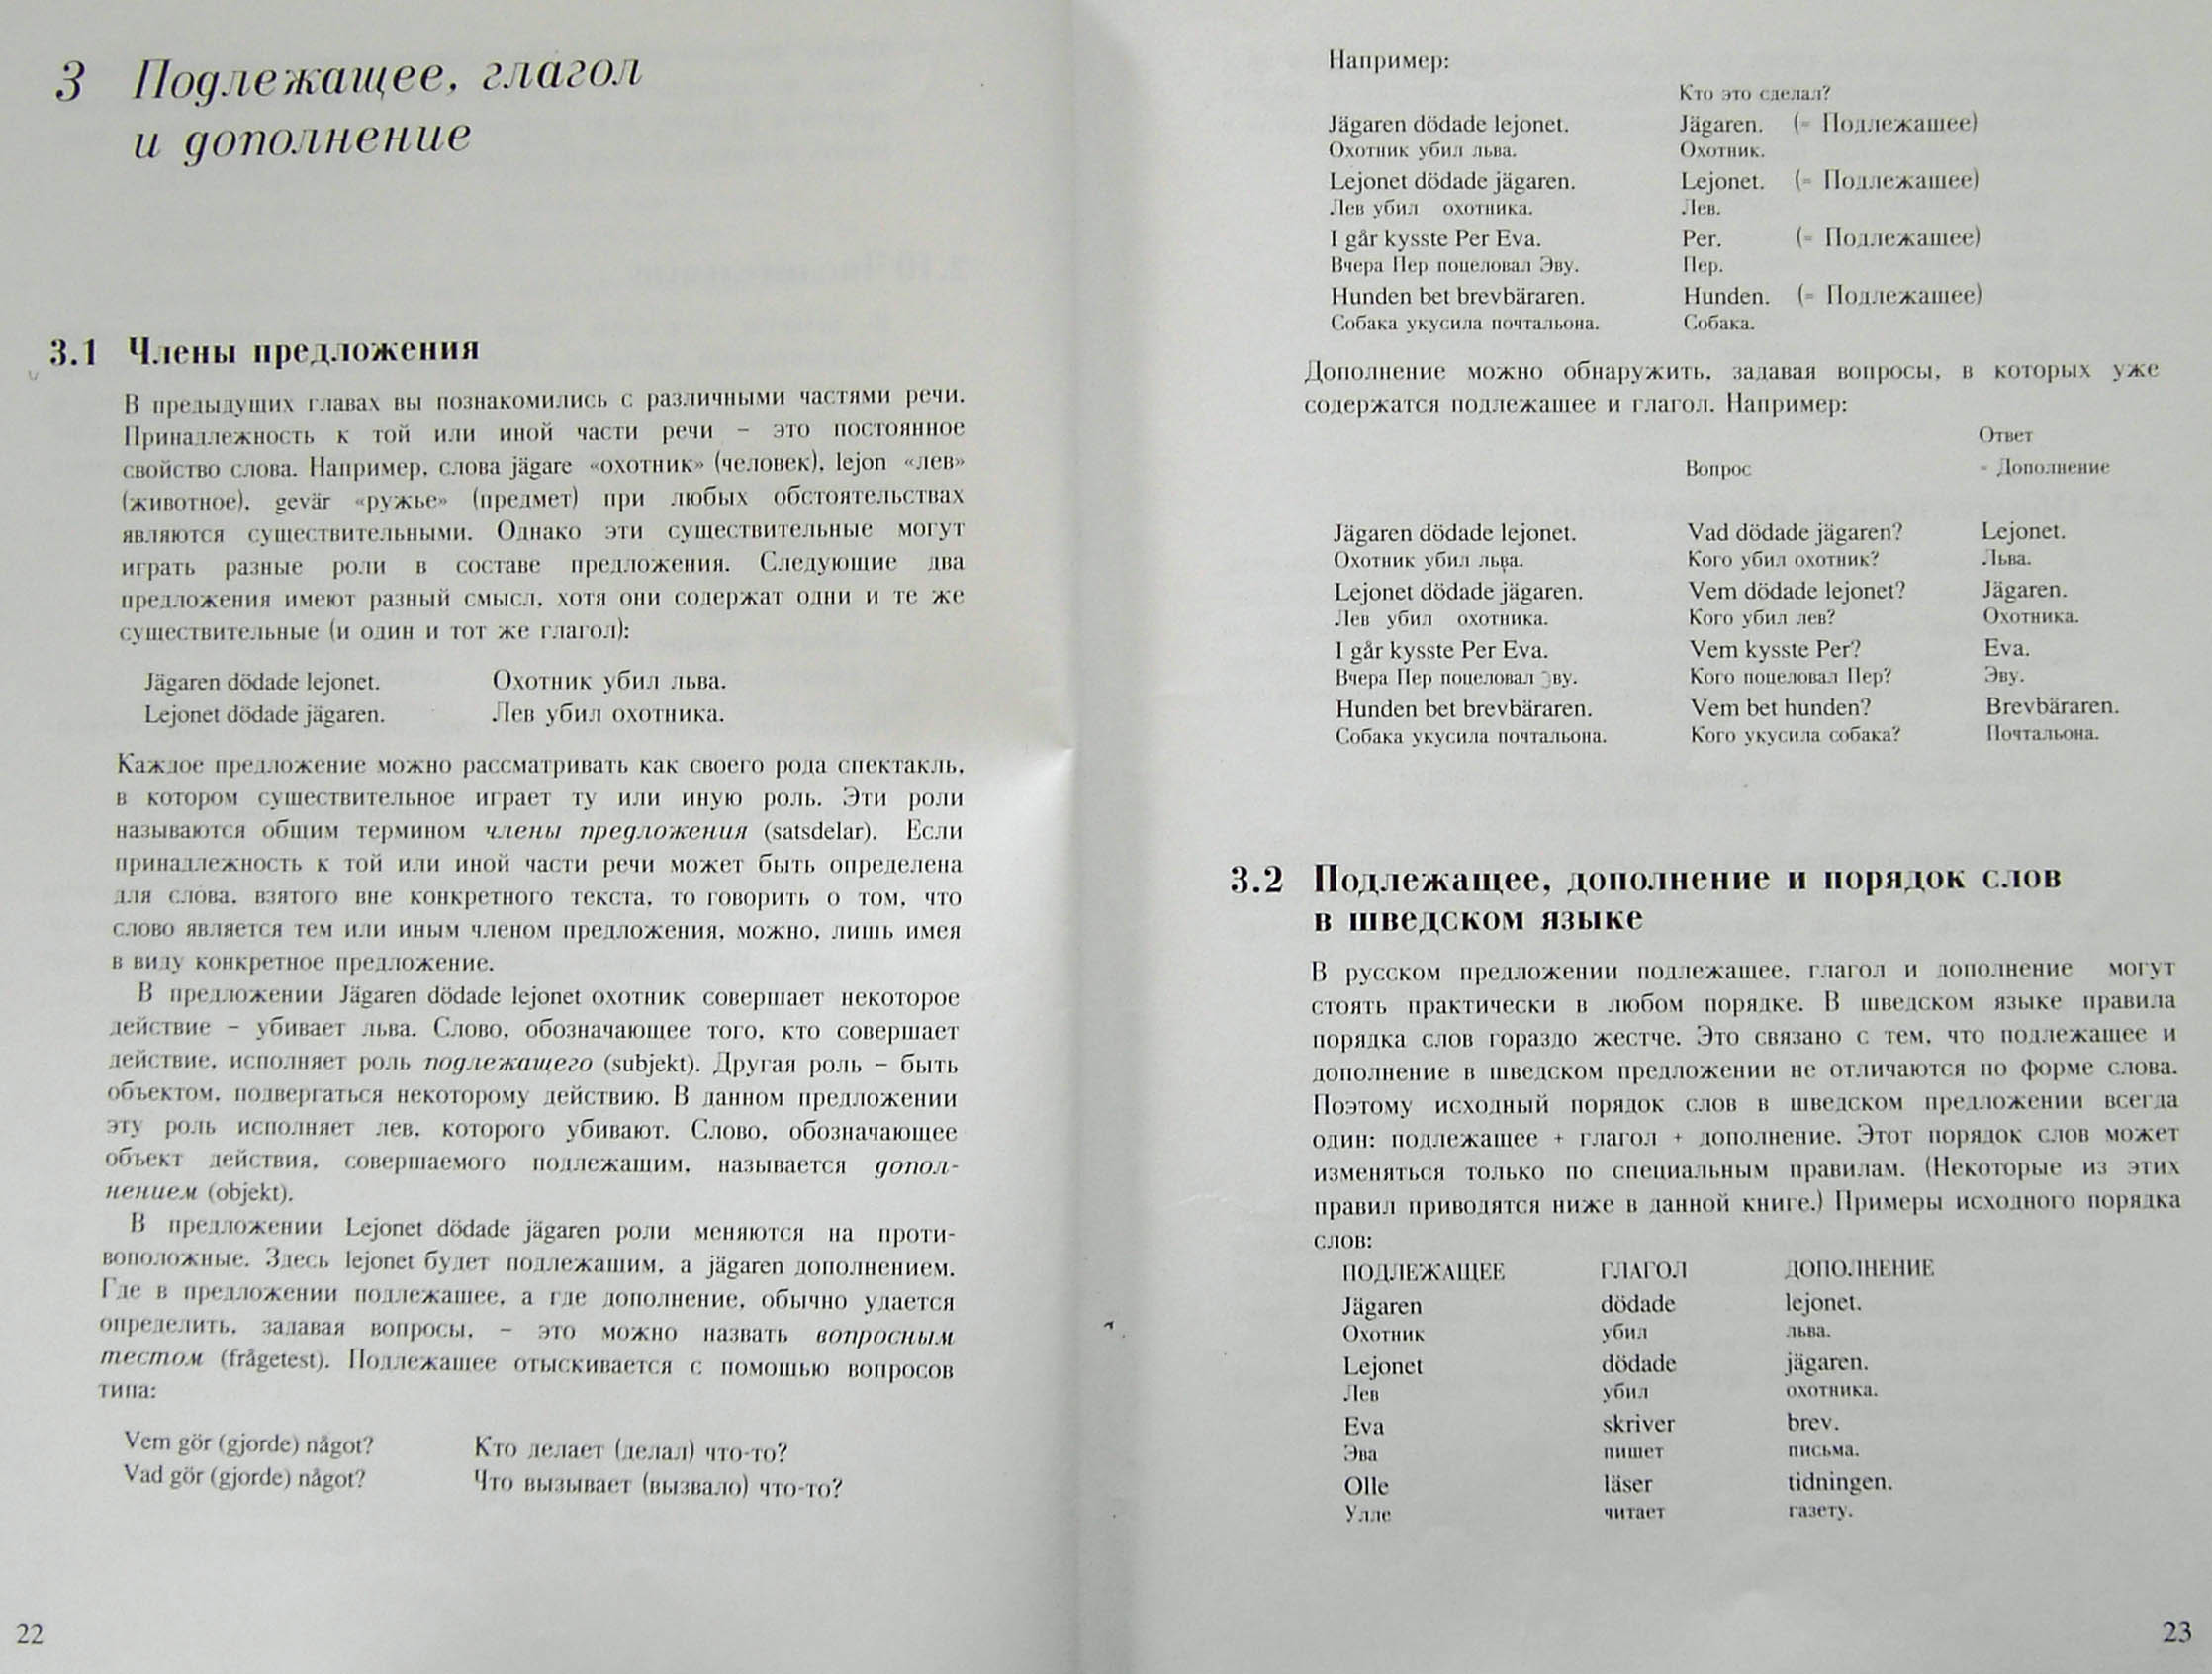 3 Подлежащее, глагол
и дополнение
3.1 Члены предложения
В предыдущих главах вы познакомились с различными частями речи.
Принадлежность к той или иной части речи – это постоянное
свойство слова. Например, слова jägare «охотник» (человек), lejon «лев»
(животное), gevär «ружье» (предмет) при любых обстоятельствах
являются существительными. Однако эти существительные могут
играть разные роли в составе предложения. Следующие два
предложения имеют разный смысл, хотя они содержат одни и те же
существительные (и один и тот же глагол):
Jägaren dödade lejonet. Охотник убил льва.
Lejonet dödade jägaren. Лев убил охотника.
Каждое предложение можно рассматривать как своего рода спектакль,
в котором существительное играет ту или иную роль. Эти роли
называются общим термином члены предложения (satsdelar). Если
принадлежность к той или иной части речи может быть определена
для слова, взятого вне конкретного текста, то говорить о том, что
слово является тем или иным членом предложения, можно, лишь имея
в виду конкретное предложение.
В предложении Jägaren dödade lejonet охотник совершает некоторое
действие – убивает льва. Слово, обозначающее того, кто совершает
действие, исполняет роль подлежащего (subjekt). Другая роль – быть
объектом, подвергаться некоторому действию. В данном предложении
эту роль исполняет лев, которого убивают. Слово, обозначающее
объект действия, совершаемого подлежащим, называется допол-
нением (objekt).
В предложении Lejonet dödade jägaren роли меняются на проти-
воположные. Здесь lejonet будет подлежащим, а jägaren дополнением.
Где в предложении подлежащее, а где дополнение, обычно удается
определить, задавая вопросы, – это можно назвать вопросным
тестом (frågetest). Подлежащее отыскивается с помощью вопросов
типа:
Vem gör (gjorde) något? Кто делает (делал) что-то?
Vad gör (gjorde) något? Что вызывает (вызвало) что-то?
22
Например:
Кто это сделал?
Jägaren dödade lejonet. Jägaren. (= Подлежащее)
Охотник убил льва. Охотник.
Lejonet dödade jägaren. Lejonet. (= Подлежащее)
Лев убил охотника. Лев.
I går kysste Per Eva. Per. (= Подлежащее)
Вчера Пер поцеловал Эву. Пер.
Hunden bet brevbäraren. Hunden. (= Подлежащее)
Собака укусила почтальона. Собака.
Дополнение можно обнаружить, задавая вопросы, в которых уже
содержатся подлежащее и глагол. Например:
Ответ
Вопрос = Дополнение
Jägaren dödade lejonet. Vad dödade jägaren? Lejonet.
Охотник убил льва. Кого убил охотник? Льва.
Lejonet dödade jägaren. Vem dödade lejonet? Jägaren.
Лев убил охотника. Кого убил лев? Охотника.
I går kysste Per Eva. Vem kysste Per? Eva.
Вчера Пер поцеловал Эву. Кого поцеловал Пер? Эву.
Hunden bet brevbäraren. Vem bet hunden? Brevbäraren.
Собака укусила почтальона. Кого укусила собака? Почтальона.
3.2 Подлежащее, дополнение и порядок слов
в шведском языке
В русском предложении подлежащее, глагол и дополнение могут
стоять практически в любом порядке. В шведском языке правила
порядка слов гораздо жестче. Это связано с тем, что подлежащее и
дополнение в шведском предложении не отличаются по форме слова.
Поэтому исходный порядок слов в шведском предложении всегда
один: подлежащее + глагол + дополнение. Этот порядок слов может
изменяться только по специальным правилам. (Некоторые из этих
правил приводятся ниже в данной книге.) Примеры исходного порядка
слов:
ПОДЛЕЖАЩЕЕ ГЛАГОЛ ДОПОЛНЕНИЕ
Jägaren dödade lejonet.
Охотник убил льва.
Lejonet dödade jägaren.
Лев убил охотника.
Eva skriver brev.
Эва пишет письма.
Olle läser tidningen.
Улле читает газету.
23